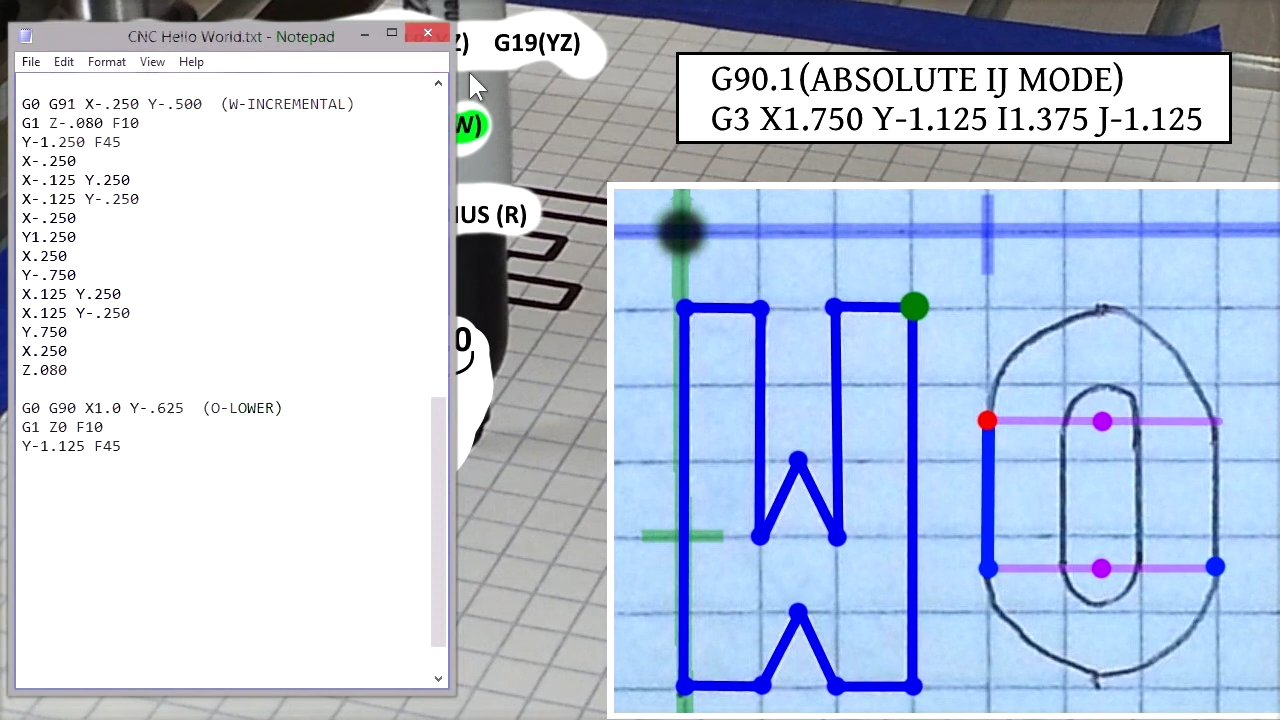 CNC Hello World.txt - Notepad
File Edit Format View Help
G0 G91 X-.250 Y-.500 (W-INCREMENTAL)
G1 Z-.080 F10
Y-1.250 F45
X-.250
X-.125 Y.250
X-.125 Y-.250
X-.250
Y1.250
X.250
Y-.750
X.125 Y.250
X.125 Y-.250
Y.750
X.250
Z.080
G0 G90 X1.0 Y-.625 (O-LOWER)
G1 Z0 F10
Y-1.125 F45
G19(YZ)
(R)
G90.1(ABSOLUTE IJ MODE)
G3 X1.750 Y-1.125 I1.375 J-1.125